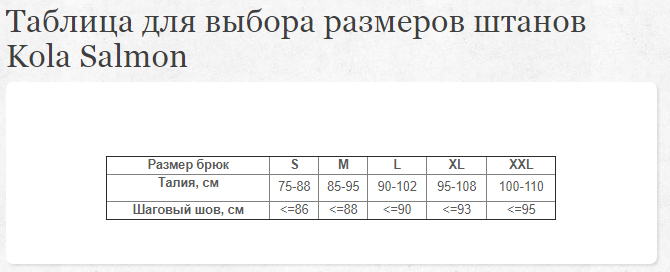 Таблица для выбора размеров штанов
Kola Salmon
Размер брюк S M L XL XXL
Талия, см 75-88 85-95 90-102 95-108 100-110
Шаговый шов, см <=86 <=88 <=90 <=93 <=95